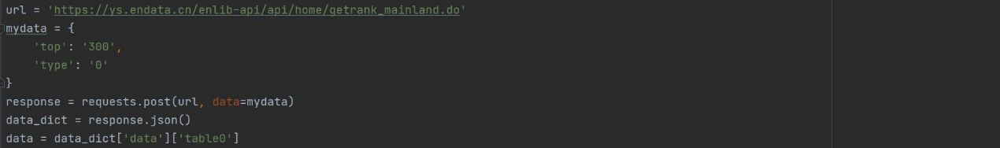 url = 'https://ys.endata.cn/enlib-api/api/home/getrank_mainland.do'
mydata = {
    'top': '300',
    'type': '0'
}
response = requests.post(url, data=mydata)
data_dict = response.json()
data = data_dict['data']['table0']